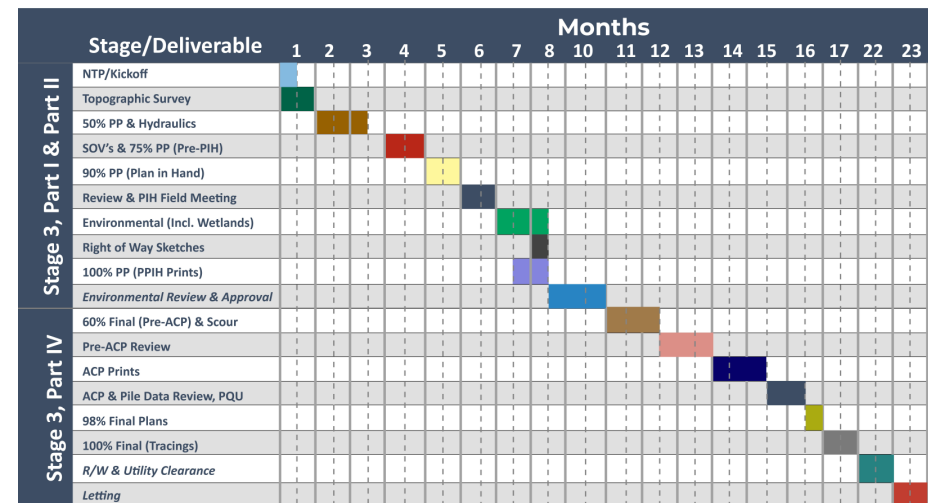 Months
Stage/Deliverable 1 2 3 4 5 6 7 8 10 11 12 13 14 15 16 17 22 23
Stage 3, Part I & Part II
NTP/Kickoff
Topographic Survey
50% PP & Hydraulics
SOV's & 75% PP (Pre-PIH)
90% PP (Plan in Hand)
Review & PIH Field Meeting
Environmental (Incl. Wetlands)
Right of Way Sketches
100% PP (PPIH Prints)
Environmental Review & Approval
Stage 3, Part IV
60% Final (Pre-ACP) & Scour
Pre-ACP Review
ACP Prints
ACP & Pile Data Review, PQU
98% Final Plans
100% Final (Tracings)
R/W & Utility Clearance
Letting